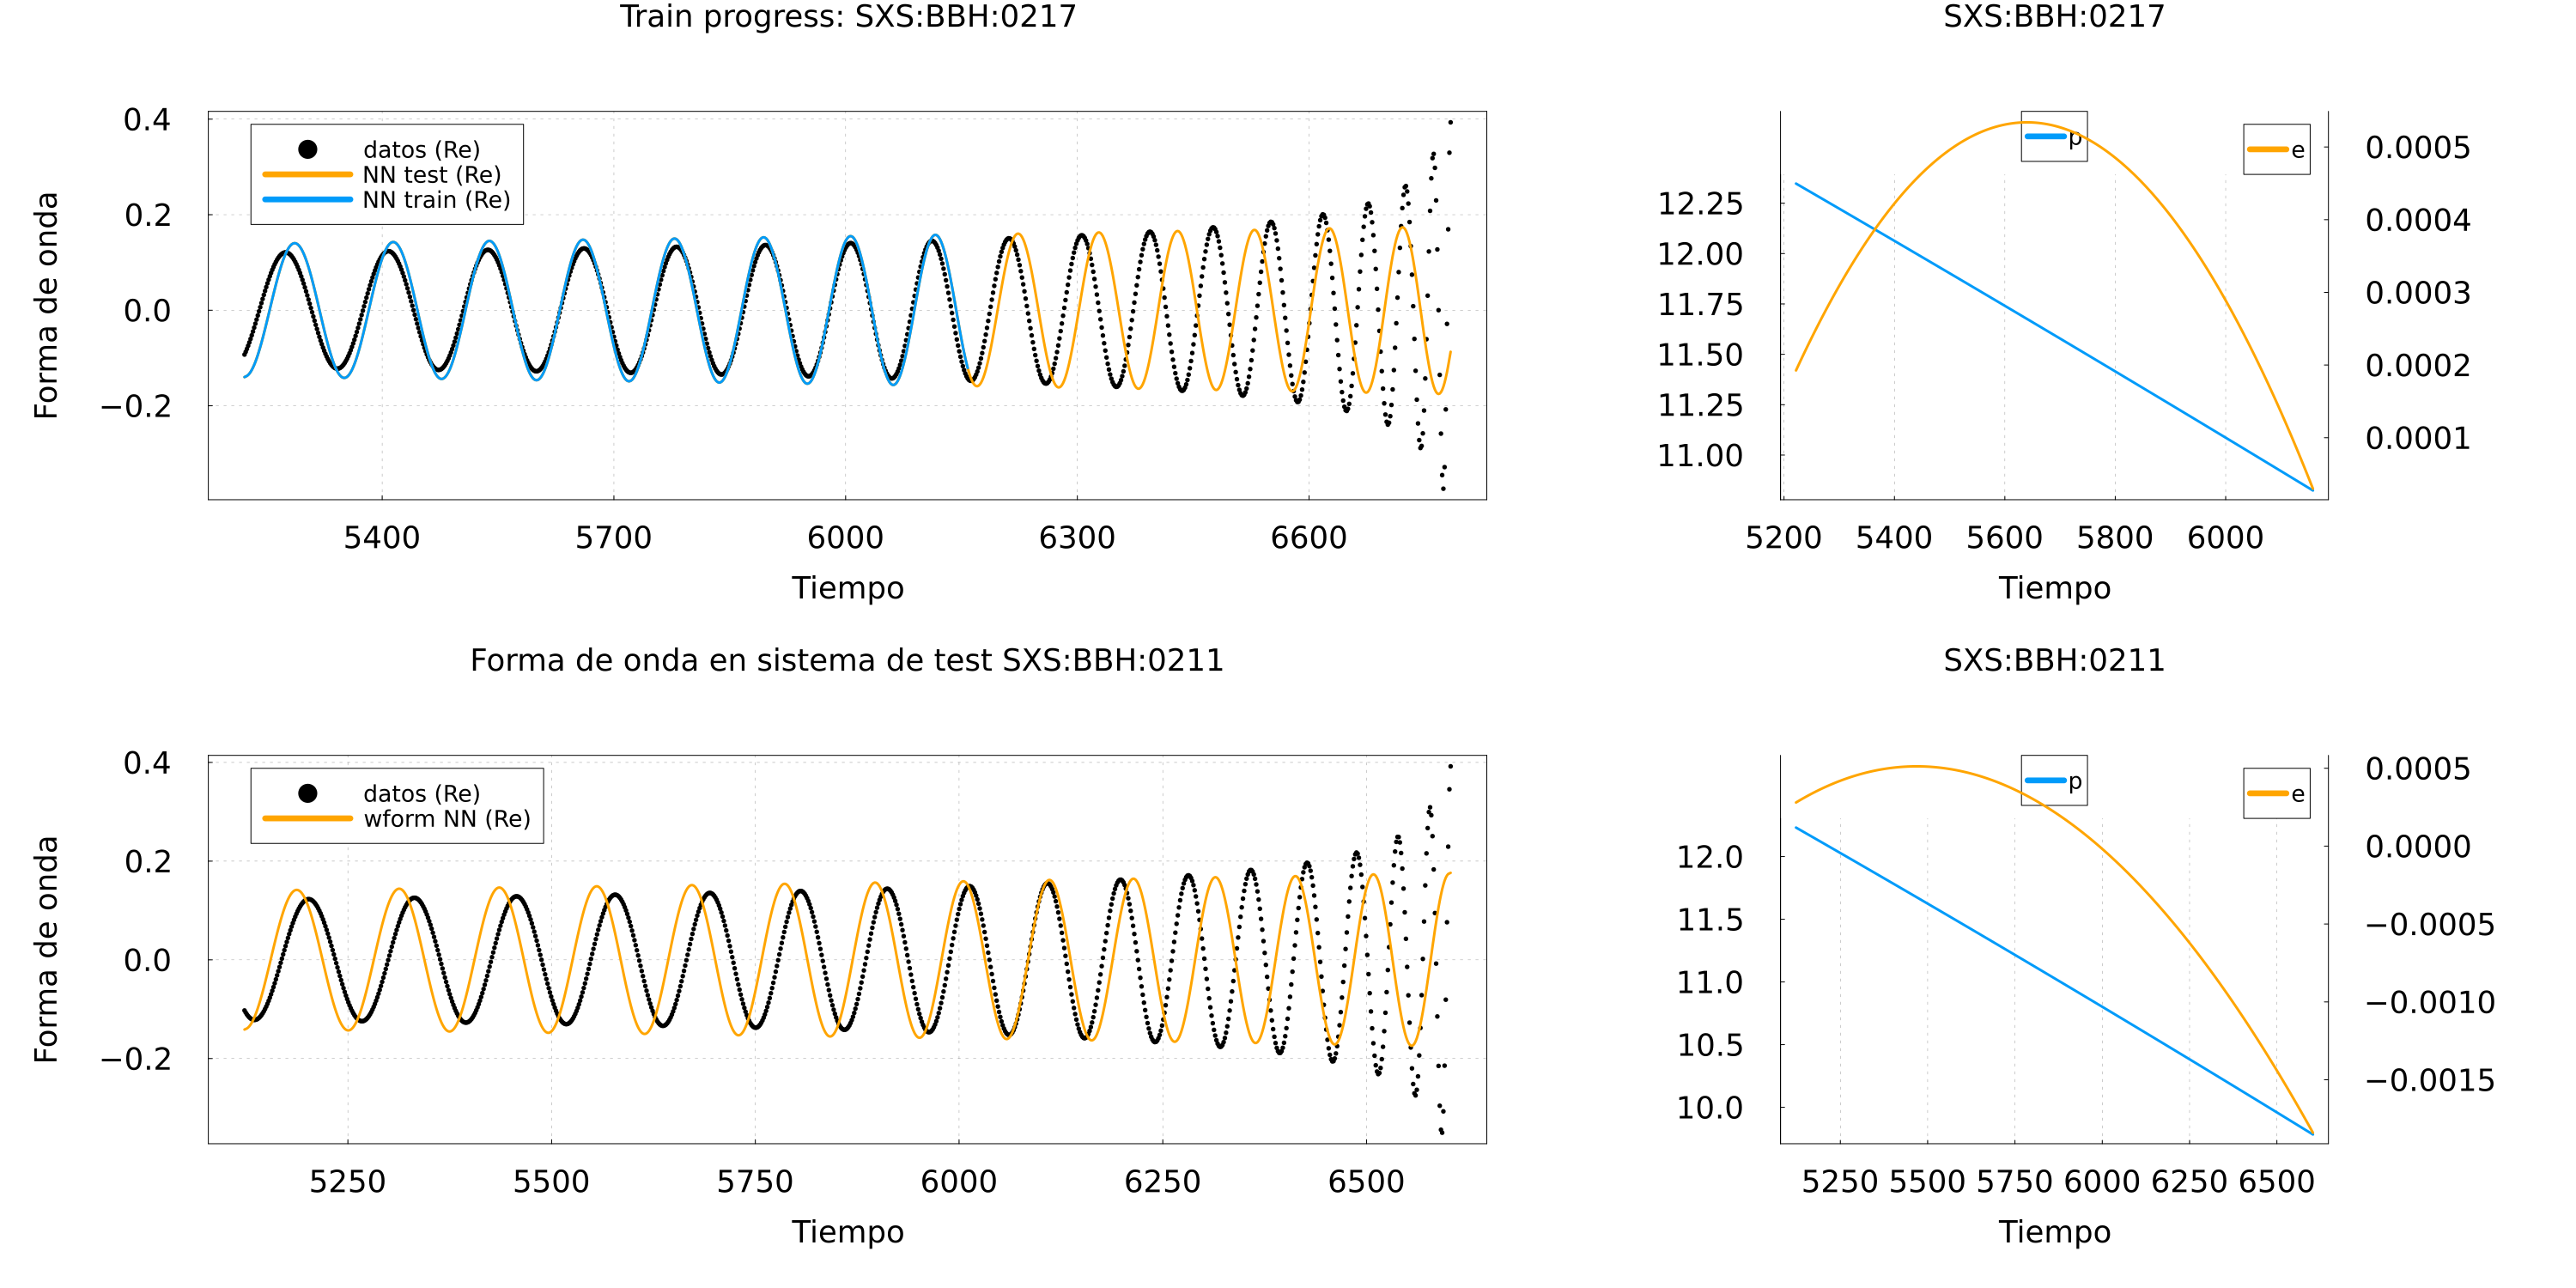 Train progress: SXS:BBH:0217
0.4
0.2
0.0
−0.2
Forma de onda
datos (Re)
NN test (Re)
NN train (Re)
5400 5700 6000 6300 6600
Tiempo
SXS:BBH:0217
12.25
12.00
11.75
11.50
11.25
11.00
p
e
0.0005
0.0004
0.0003
0.0002
0.0001
5200 5400 5600 5800 6000
Tiempo
Forma de onda en sistema de test SXS:BBH:0211
0.4
0.2
0.0
−0.2
Forma de onda
datos (Re)
wform NN (Re)
5250 5500 5750 6000 6250 6500
Tiempo
SXS:BBH:0211
12.0
11.5
11.0
10.5
10.0
p
e
0.0005
0.0000
−0.0005
−0.0010
−0.0015
5250 5500 5750 6000 6250 6500
Tiempo